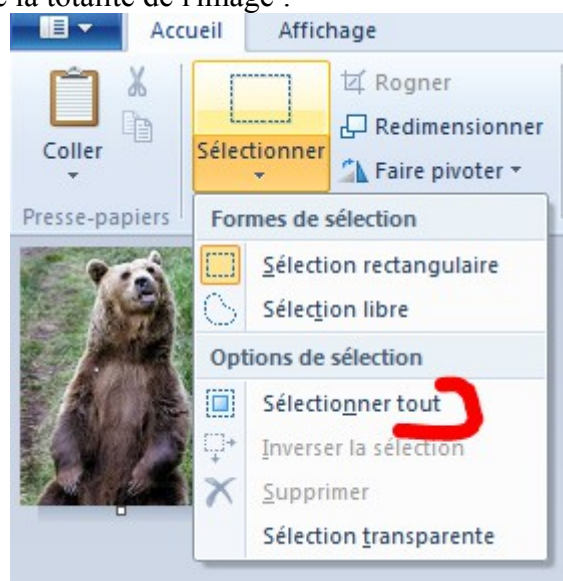 la totalité de l'image :
Accueil Affichage
Coller
Presse-papiers
Sélectionner
Rogner
Redimensionner
Faire pivoter
Formes de sélection
Sélection rectangulaire
Sélection libre
Options de sélection
Sélectionner tout
Inverser la sélection
Supprimer
Sélection transparente